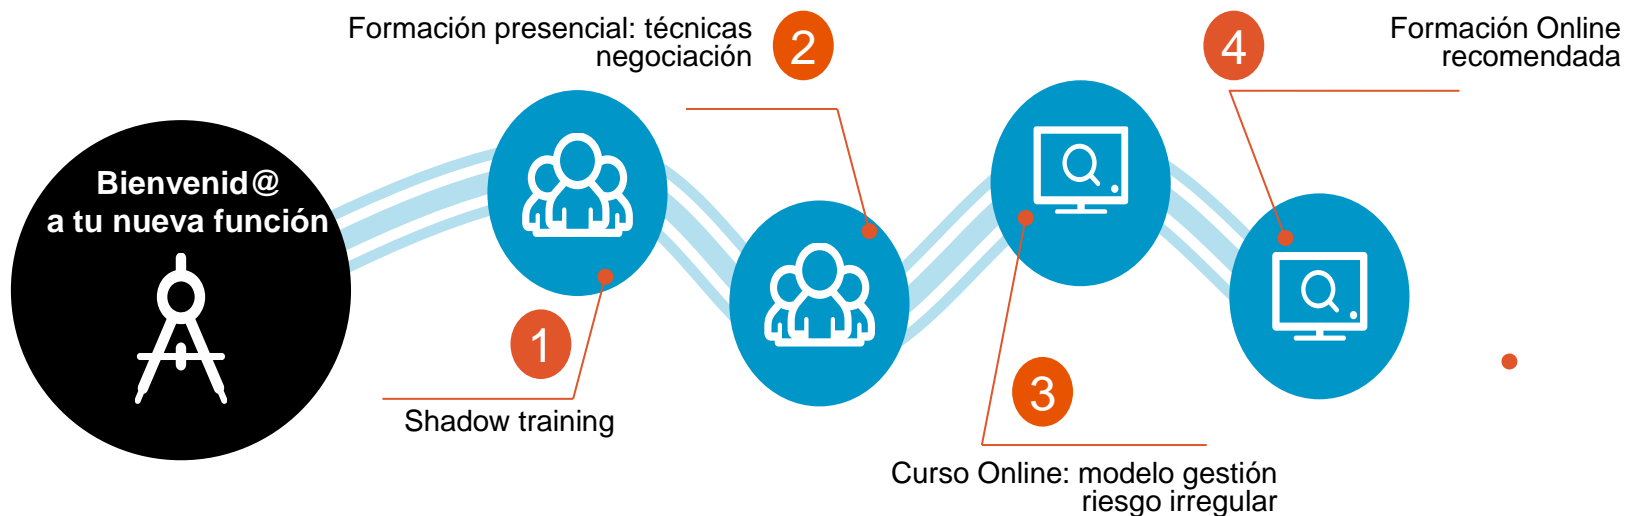 Bienvenid@
a tu nueva función
1
Shadow training
Formación presencial: técnicas
negociación
2
3
Curso Online: modelo gestión
riesgo irregular
4
Formación Online
recomendada